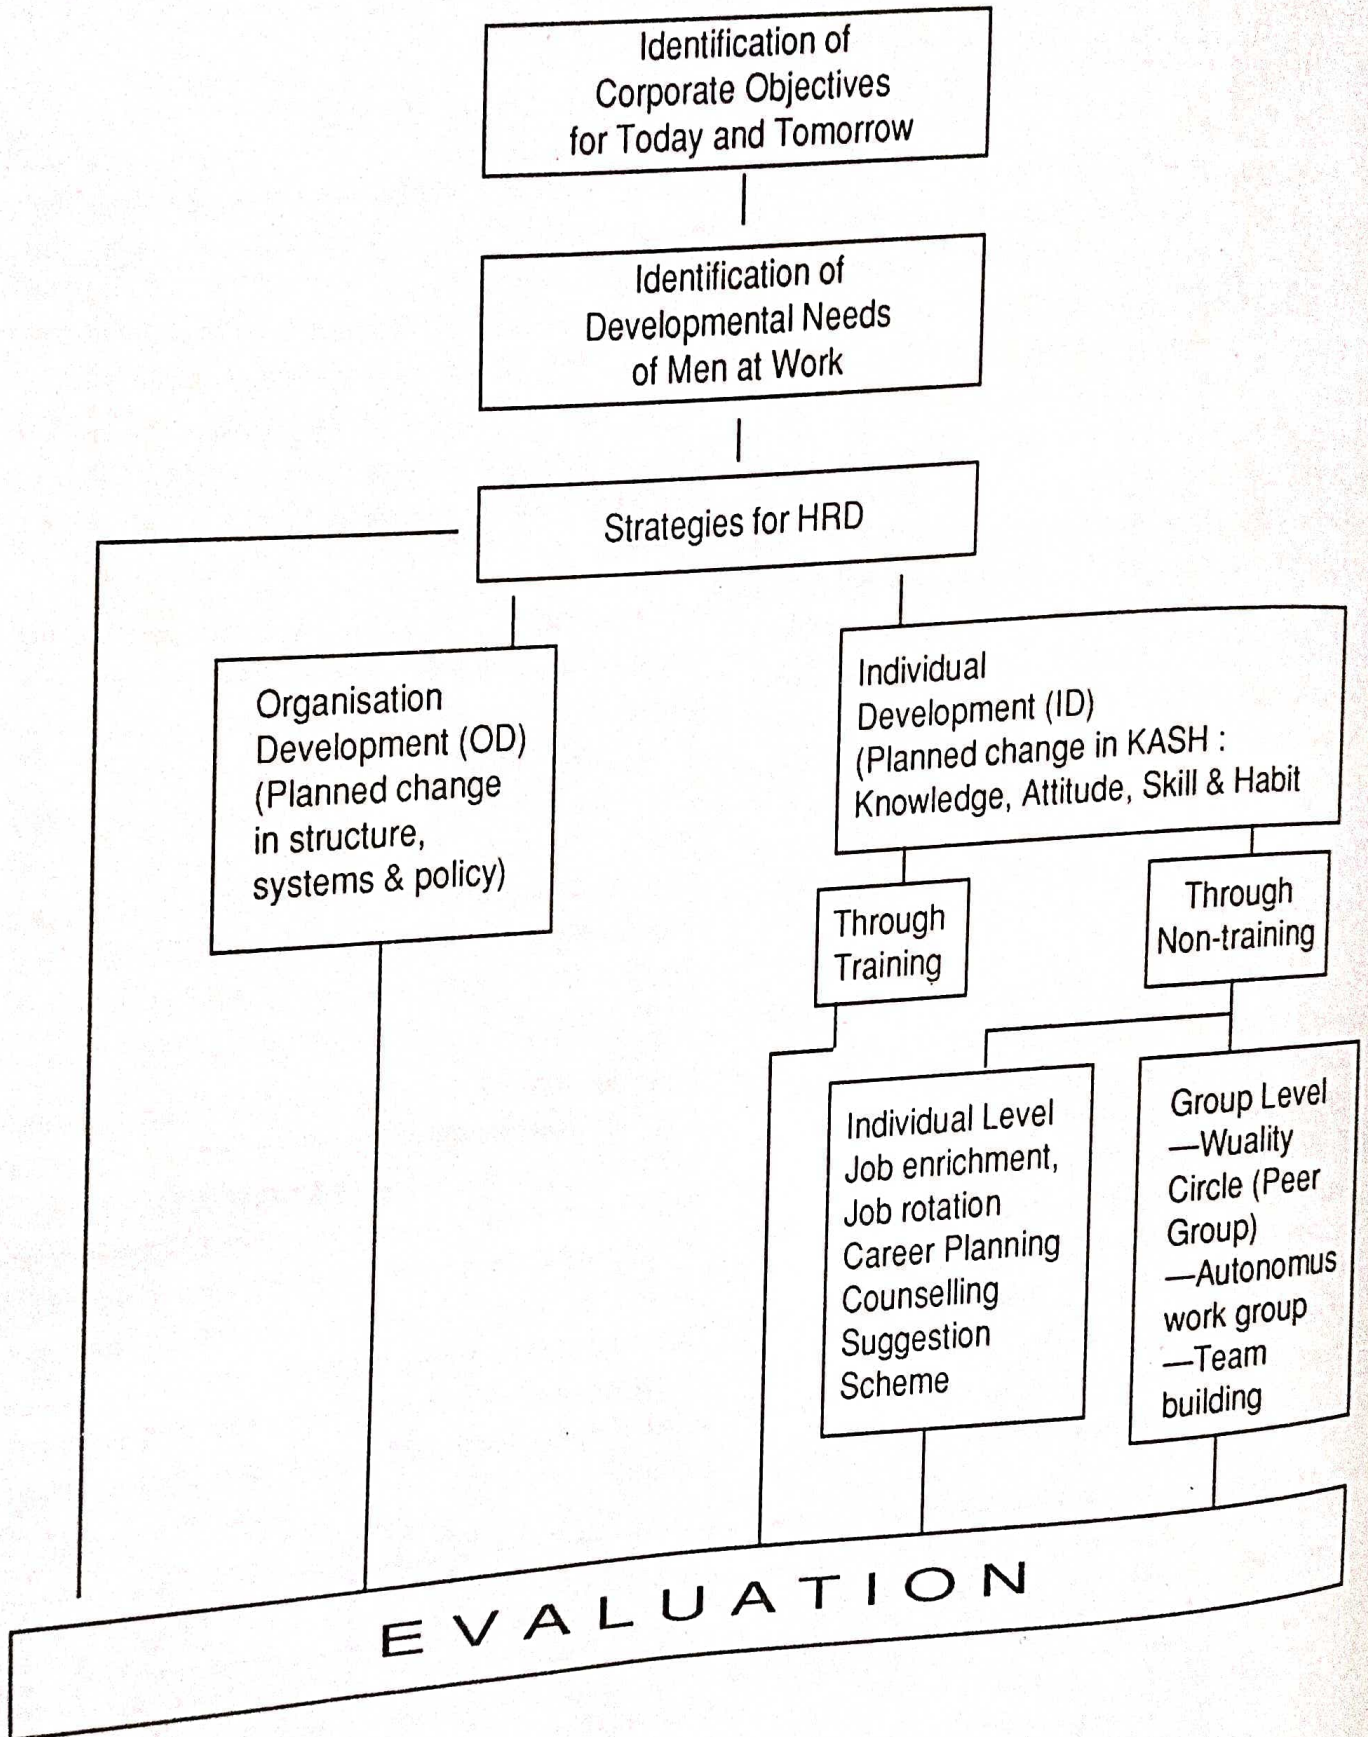 Identification of
Corporate Objectives
for Today and Tomorrow
Identification of
Developmental Needs
of Men at Work
Strategies for HRD
Organisation
Development (OD)
(Planned change
in structure,
systems & policy)
Individual
Development (ID)
(Planned change in KASH :
Knowledge, Attitude, Skill & Habit
Through
Training
Through
Non-training
Individual Level
Job enrichment,
Job rotation
Career Planning
Counselling
Suggestion
Scheme
Group Level
—Wuality
Circle (Peer
Group)
—Autonomus
work group
—Team
building
EVALUATION